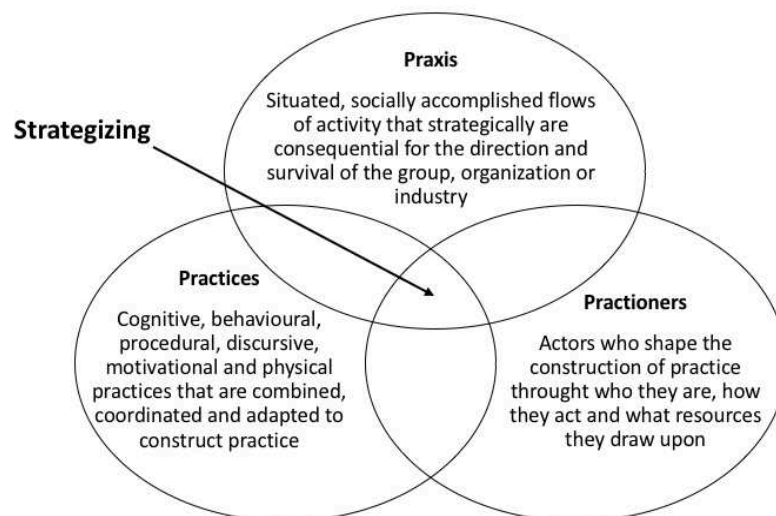 Praxis
Situated, socially accomplished flows
of activity that strategically are
consequential for the direction and
survival of the group, organization or
industry
Strategizing
Practices
Cognitive, behavioural,
procedural, discursive,
motivational and physical
practices that are combined,
coordinated and adapted to
construct practice
Practioners
Actors who shape the
construction of practice
throught who they are, how
they act and what resources
they draw upon